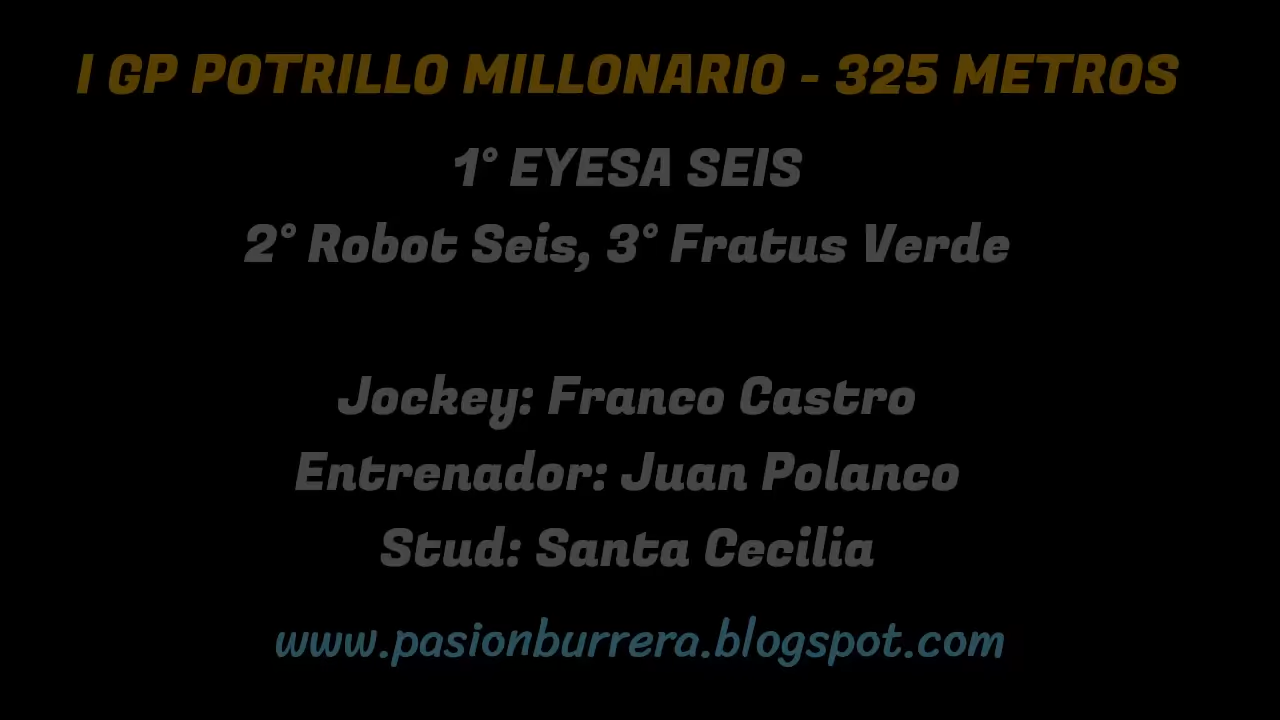 I GP POTRILLO MILLONARIO - 325 METROS
1° EYESA SEIS
2° Robot Seis, 3° Fratus Verde
Jockey: Franco Castro
Entrenador: Juan Polanco
Stud: Santa Cecilia
www.pasionburrera.blogspot.com